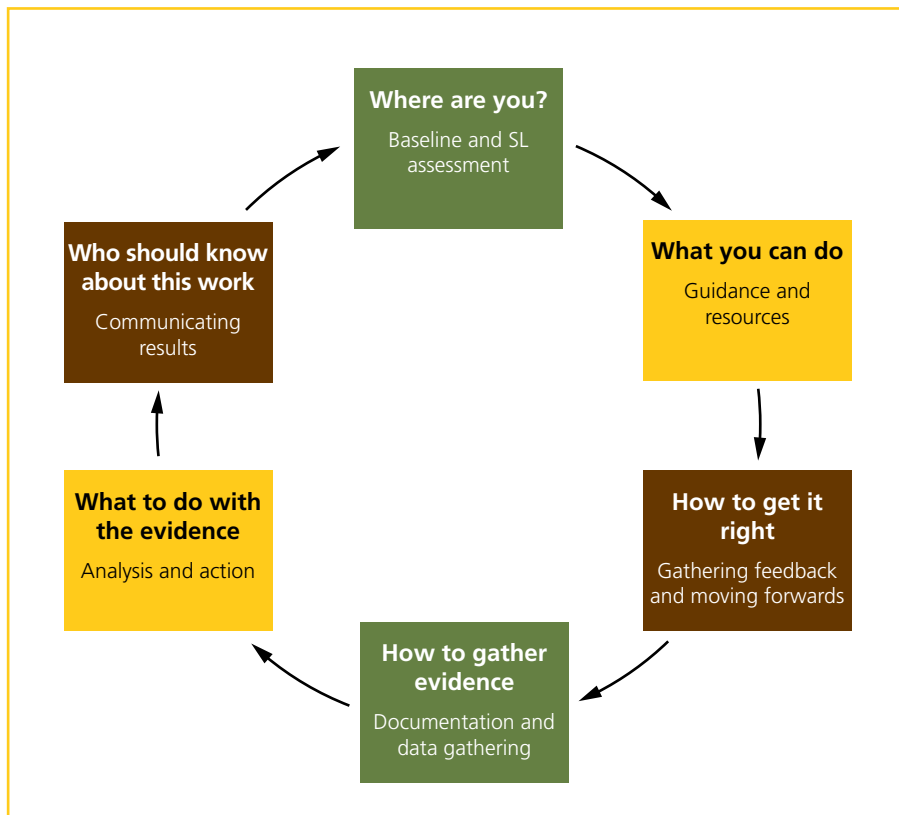 Where are you?
Baseline and SL
assessment
What you can do
Guidance and
resources
How to get it
right
Gathering feedback
and moving forwards
How to gather
evidence
Documentation and
data gathering
What to do with
the evidence
Analysis and action
Who should know
about this work
Communicating
results